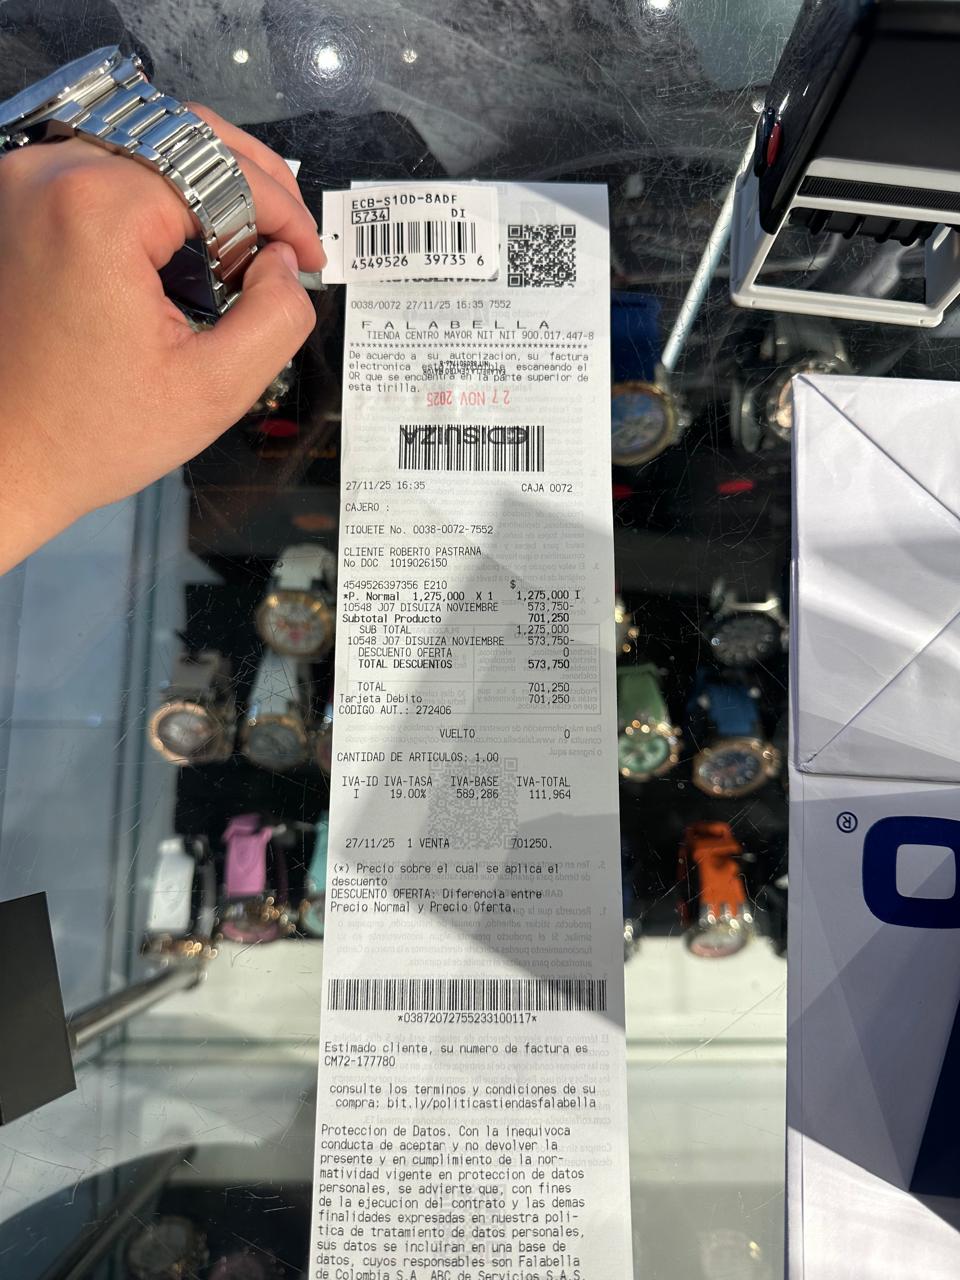 ECB-S10D-8ADF
5734 DI
4549526 39735 6
0038/0072 27/11/25 16:35 7552
FALABELLA
TIENDA CENTRO MAYOR NIT NIT 900.017.447-8
******************************************
De acuerdo a su autorizacion, su factura
electronica escaneando el
QR que se encuentra en la parte superior de
esta tirilla.
FALABELLA CENTRO MAYOR
27 NOV 2025
DISUIZA
27/11/25 16:35 CAJA 0072
CAJERO :
TIQUETE No. 0038-0072-7552
CLIENTE ROBERTO PASTRANA
No DOC 1019026150
4549526397356 E210 $
*P. Normal 1,275,000 X 1 1,275,000 I
10548 J07 DISUIZA NOVIEMBRE 573,750-
Subtotal Producto 701,250
SUB TOTAL 1,275,000
10548 J07 DISUIZA NOVIEMBRE 573,750-
DESCUENTO OFERTA 0
TOTAL DESCUENTOS 573,750
TOTAL 701,250
Tarjeta Debito 701,250
CODIGO AUT.: 272406
VUELTO 0
CANTIDAD DE ARTICULOS: 1.00
IVA-ID IVA-TASA IVA-BASE IVA-TOTAL
I 19.00% 589,286 111,964
27/11/25 1 VENTA 701250.
(*) Precio sobre el cual se aplica el
descuento
DESCUENTO OFERTA: Diferencia entre
Precio Normal y Precio Oferta.
*03872072755233100117*
Estimado cliente, su numero de factura es
CM72-177780
consulte los terminos y condiciones de su
compra: bit.ly/politicastiendasfalabella
Proteccion de Datos. Con la inequivoca
conducta de aceptar y no devolver la
presente y en cumplimiento de la nor-
matividad vigente en proteccion de datos
personales, se advierte que, con fines
de la ejecucion del contrato y las demas
finalidades expresadas en nuestra poli-
tica de tratamiento de datos personales,
sus datos se incluiran en una base de
datos, cuyos responsables son Falabella
de Colombia S.A. ABC de Servicios S.A.S.
®